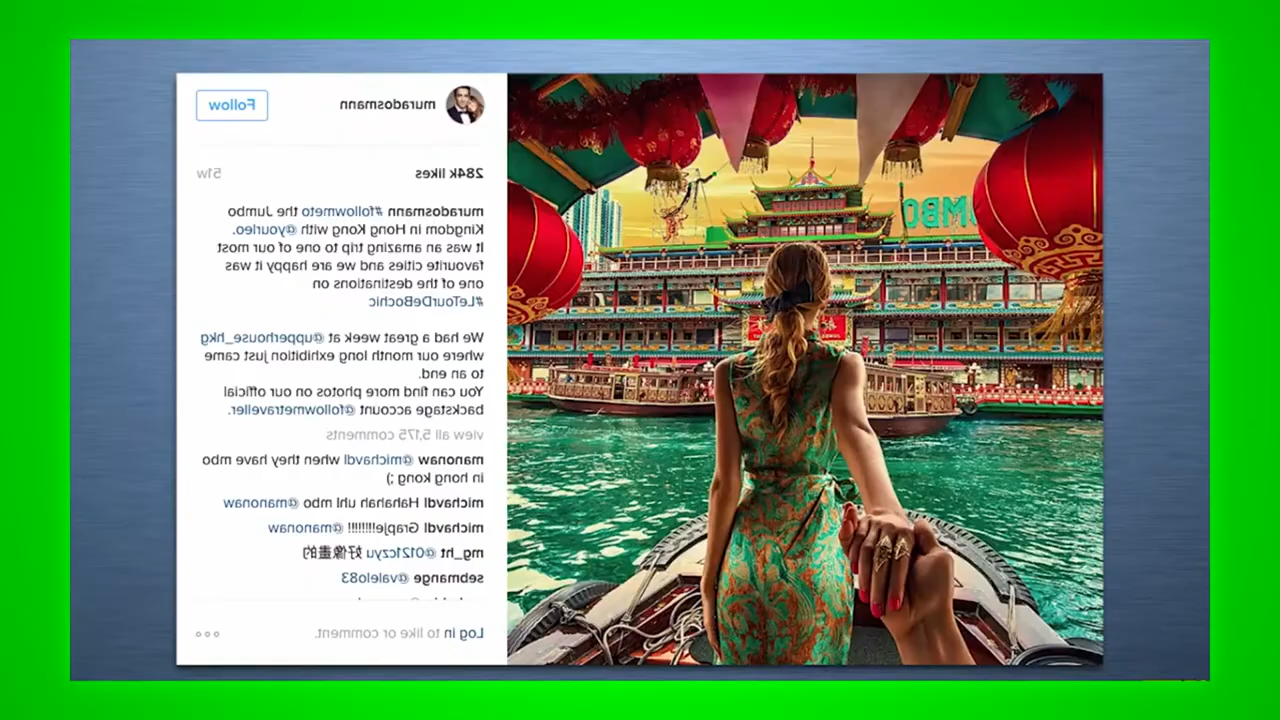 muradosmann
Follow
284k likes
51w
muradosmann #followmeto the Jumbo
Kingdom in Hong Kong with @yourleo.
It was an amazing trip to one of our most
favourite cities and we are happy it was
one of the destinations on
#LeTourDeBochic
We had a great week at @upperhouse_hkg
where our month long exhibition just came
to an end.
You can find more photos on our official
backstage account @followmetraveller.
view all 5,175 comments
manonaw @michavdl when they have mbo
in hong kong ;)
michavdl Hahahah uhl mbo @manonaw
michavdl Grapje!!!!!!!! @manonaw
mg_ht @0121czyu 好像畫的
sebmange @valelo83
Log in to like or comment.
JUMBO